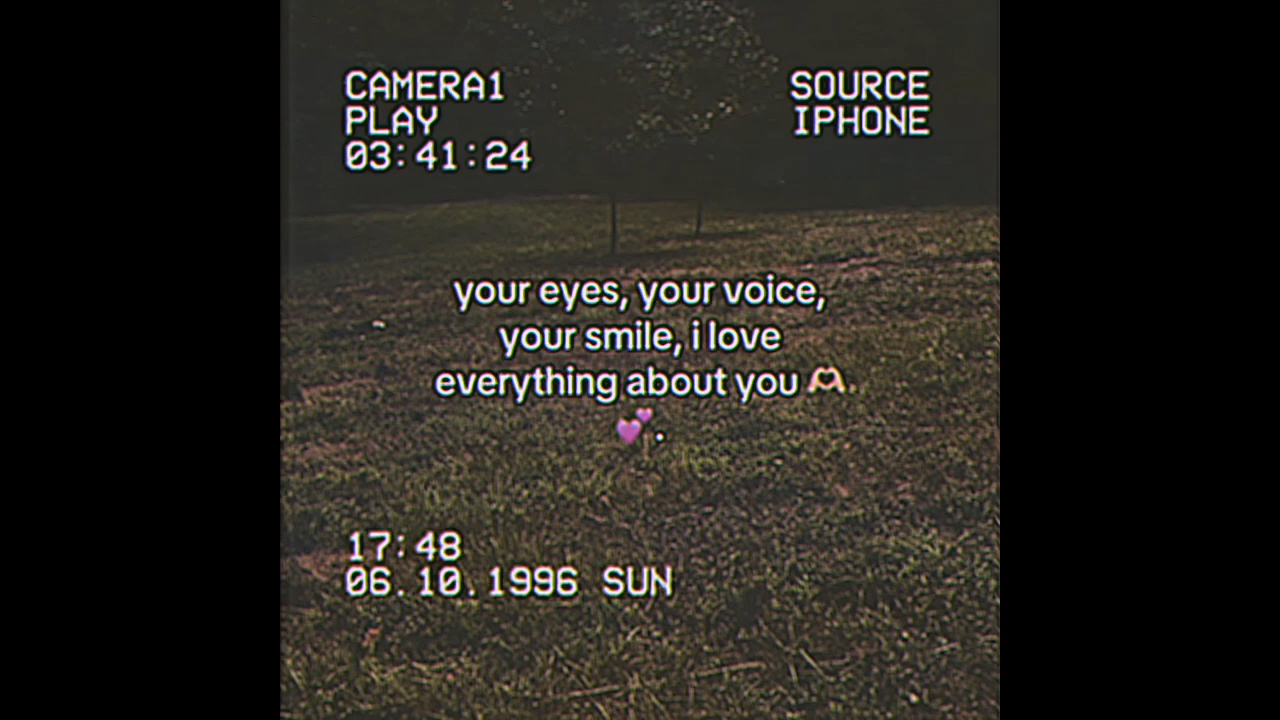 CAMERA1
PLAY
03:41:24
SOURCE
IPHONE
your eyes, your voice,
your smile, i love
everything about you 🫶🏻
💕.
17:48
06.10.1996 SUN